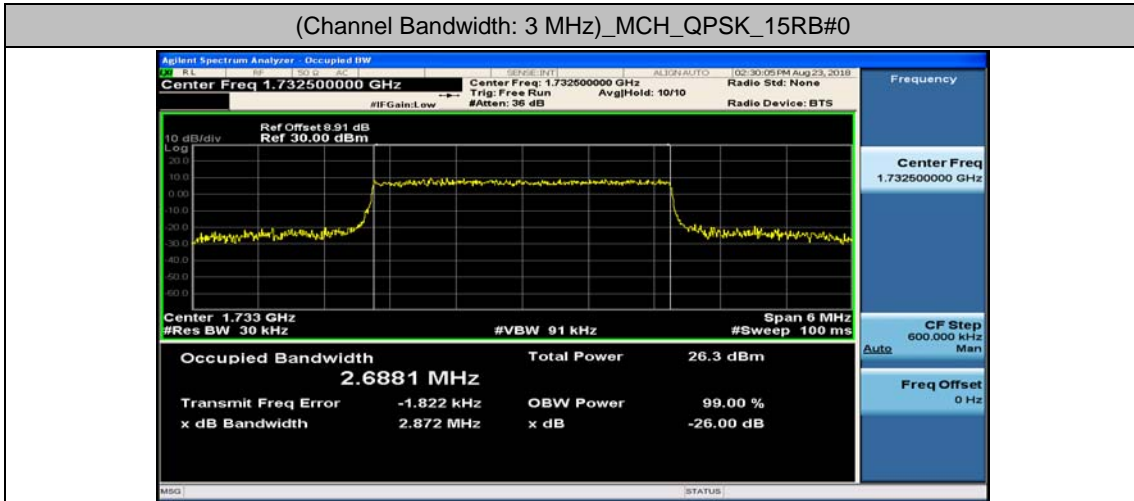 (Channel Bandwidth: 3 MHz)_MCH_QPSK_15RB#0
Agilent Spectrum Analyzer - Occupied BW
RL RF 50 Ω AC SENSE:INT ALIGN AUTO 02:30:05 PM Aug 23, 2018
Center Freq 1.732500000 GHz Center Freq: 1.732500000 GHz Radio Std: None
Trig: Free Run Avg|Hold: 10/10
#IFGain:Low #Atten: 36 dB Radio Device: BTS
Frequency
Ref Offset 8.91 dB
10 dB/div Ref 30.00 dBm
Log
20.0
10.0
0.00
-10.0
-20.0
-30.0
-40.0
-50.0
-60.0
Center Freq
1.732500000 GHz
Center 1.733 GHz Span 6 MHz
#Res BW 30 kHz #VBW 91 kHz #Sweep 100 ms
CF Step
600.000 kHz
Auto Man
Occupied Bandwidth Total Power 26.3 dBm
2.6881 MHz
Transmit Freq Error -1.822 kHz OBW Power 99.00 %
x dB Bandwidth 2.872 MHz x dB -26.00 dB
Freq Offset
0 Hz
MSG STATUS